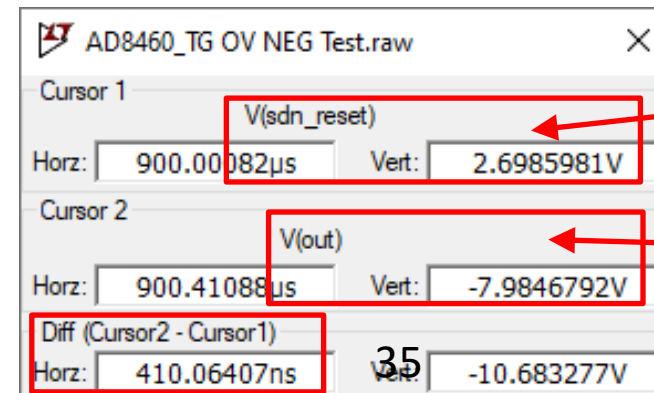 AD8460_TG OV NEG Test.raw
Cursor 1
V(sdn_reset)
Horz: 900.00082µs Vert: 2.6985981V
Cursor 2
V(out)
Horz: 900.41088µs Vert: -7.9846792V
Diff (Cursor2 - Cursor1)
Horz: 410.06407ns Vert: -10.683277V
35